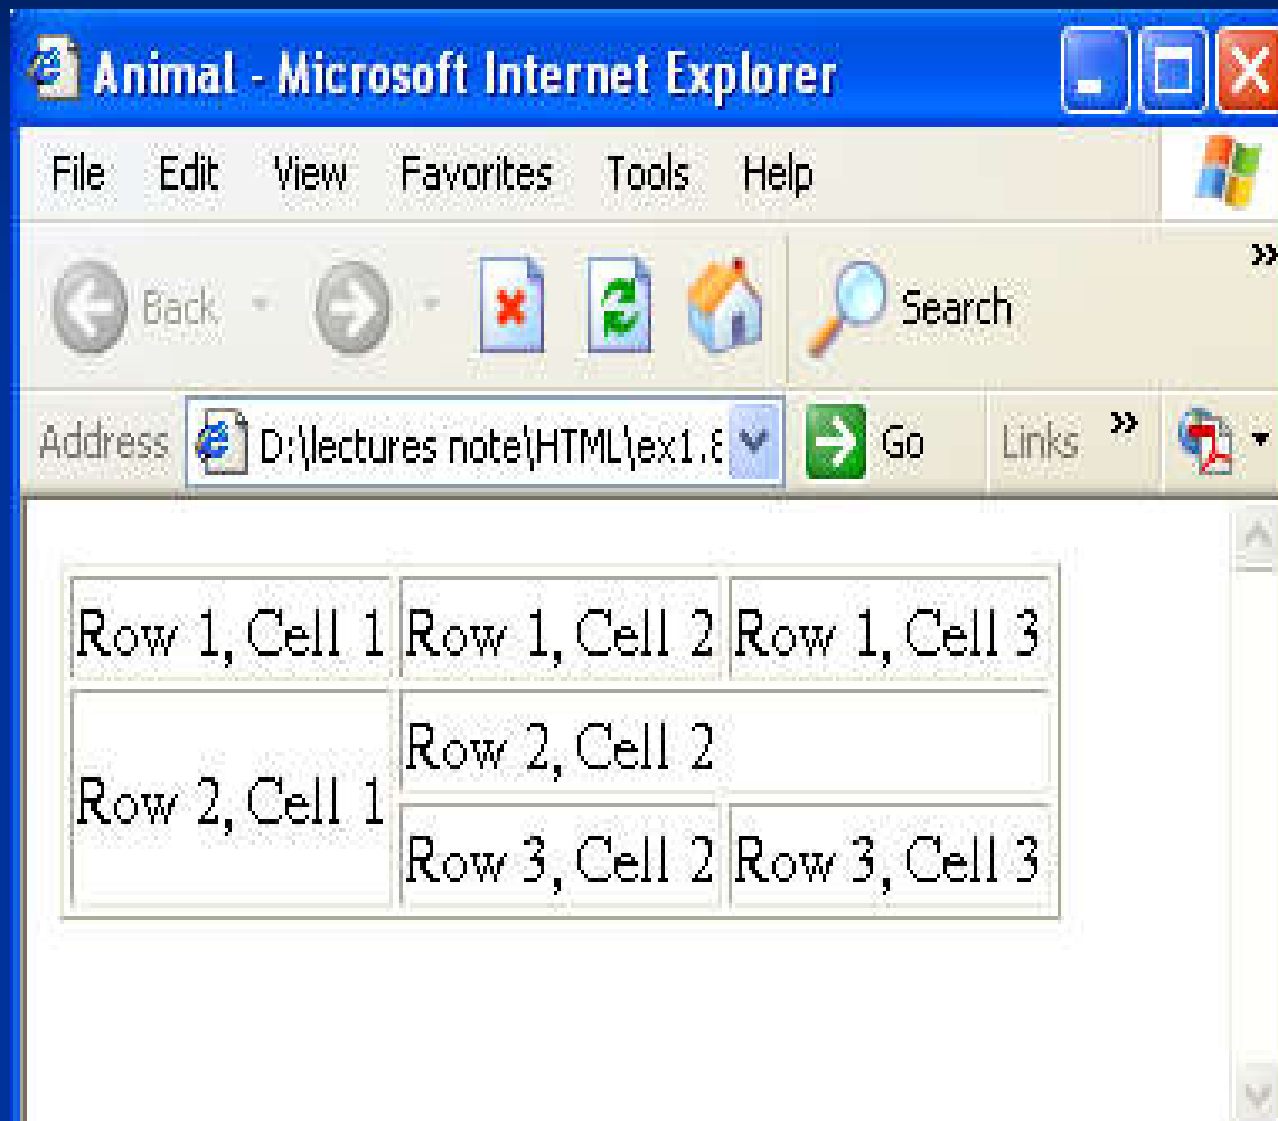 Animal - Microsoft Internet Explorer
File Edit View Favorites Tools Help
Back Search »
Address D:\lectures note\HTML\ex1.8 Go Links »
Row 1, Cell 1 Row 1, Cell 2 Row 1, Cell 3
Row 2, Cell 2
Row 2, Cell 1
Row 3, Cell 2 Row 3, Cell 3